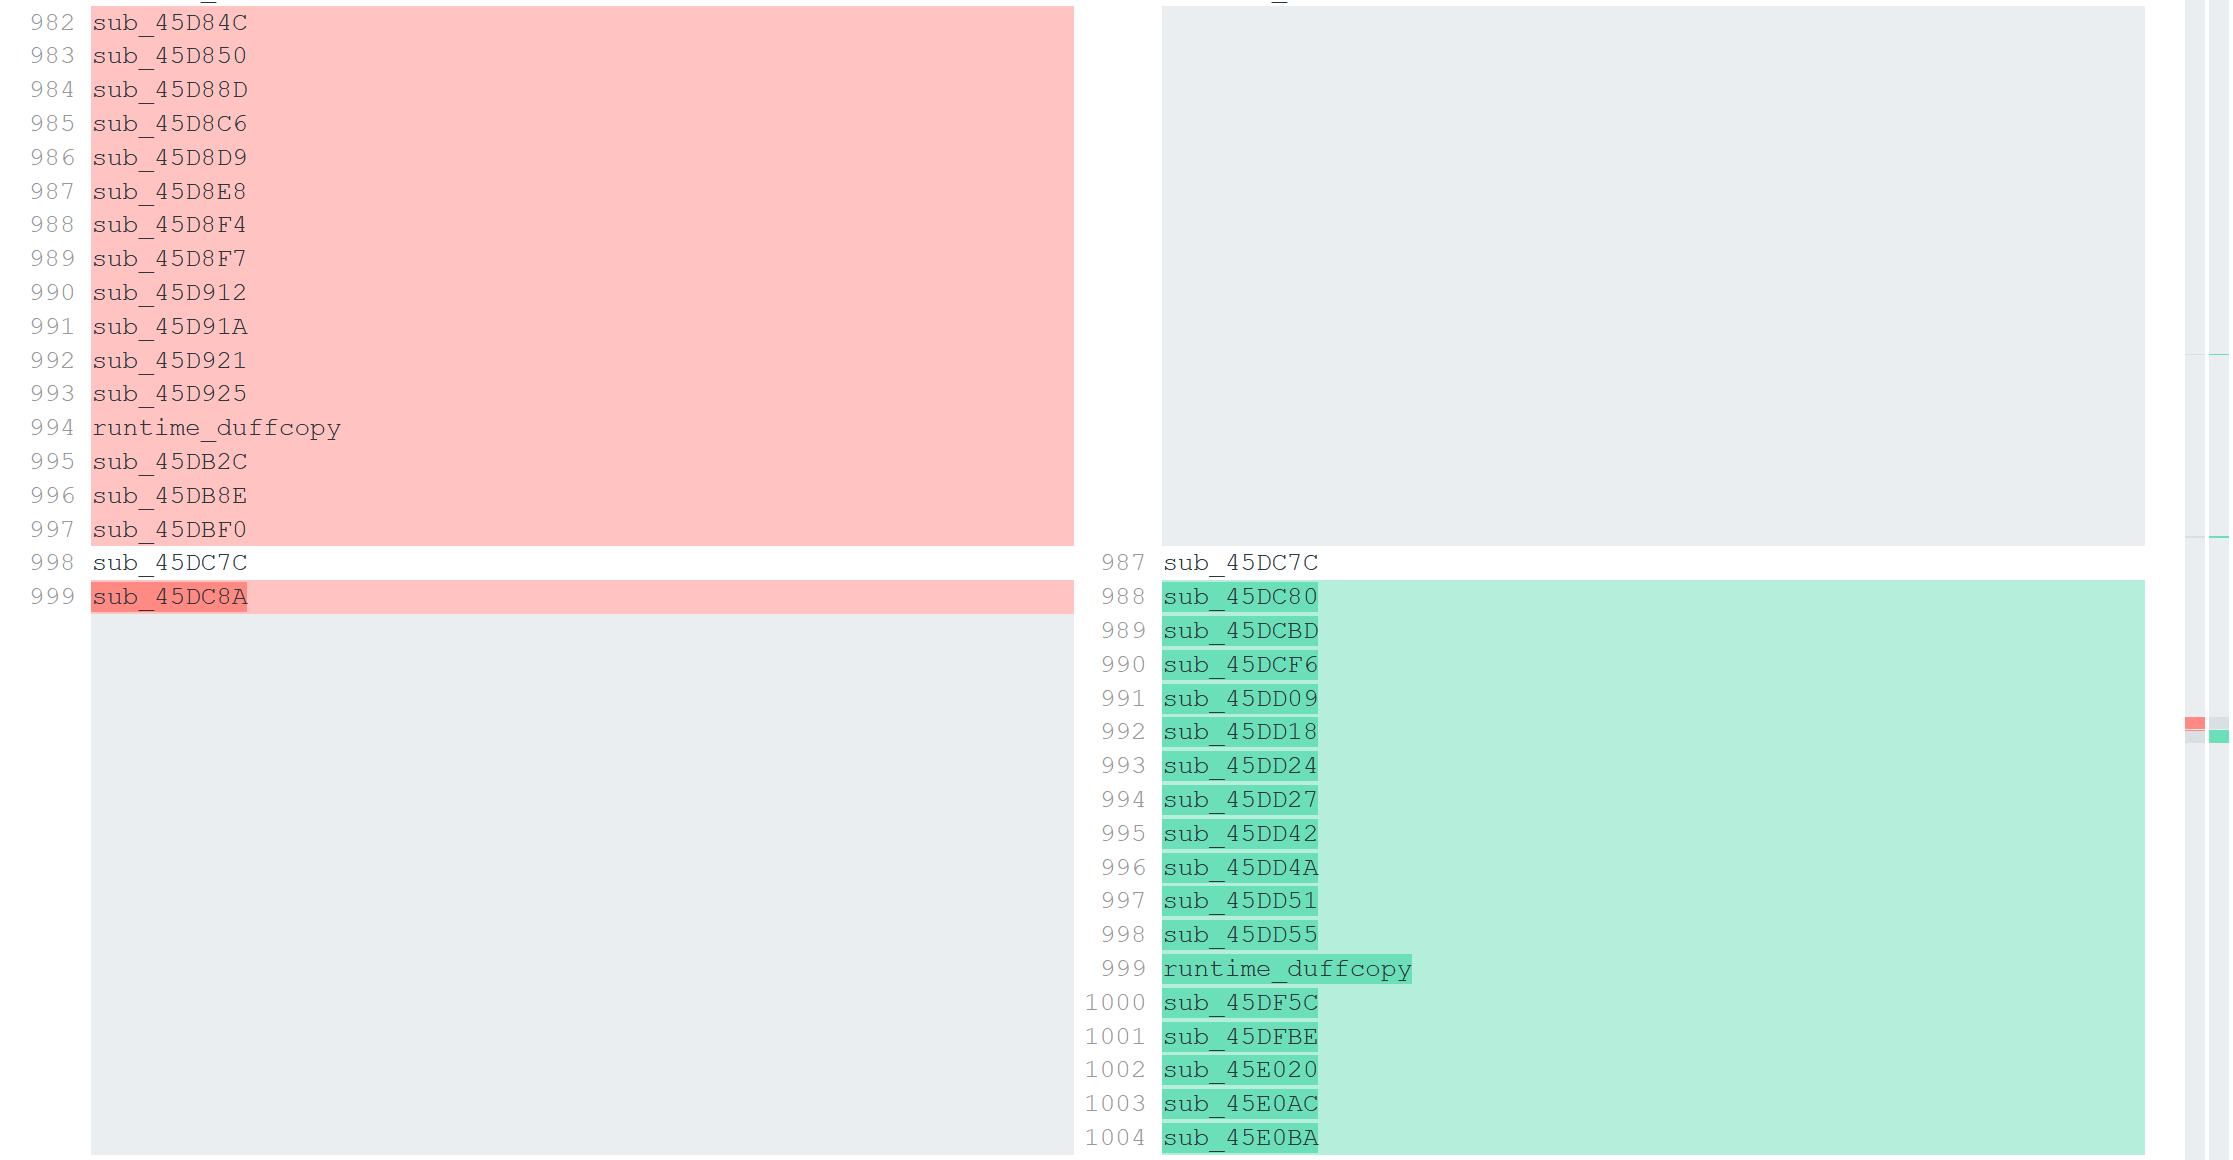 982 sub_45D84C
983 sub_45D850
984 sub_45D88D
985 sub_45D8C6
986 sub_45D8D9
987 sub_45D8E8
988 sub_45D8F4
989 sub_45D8F7
990 sub_45D912
991 sub_45D91A
992 sub_45D921
993 sub_45D925
994 runtime_duffcopy
995 sub_45DB2C
996 sub_45DB8E
997 sub_45DBF0
998 sub_45DC7C
999 sub_45DC8A
987 sub_45DC7C
988 sub_45DC80
989 sub_45DCBD
990 sub_45DCF6
991 sub_45DD09
992 sub_45DD18
993 sub_45DD24
994 sub_45DD27
995 sub_45DD42
996 sub_45DD4A
997 sub_45DD51
998 sub_45DD55
999 runtime_duffcopy
1000 sub_45DF5C
1001 sub_45DFBE
1002 sub_45E020
1003 sub_45E0AC
1004 sub_45E0BA